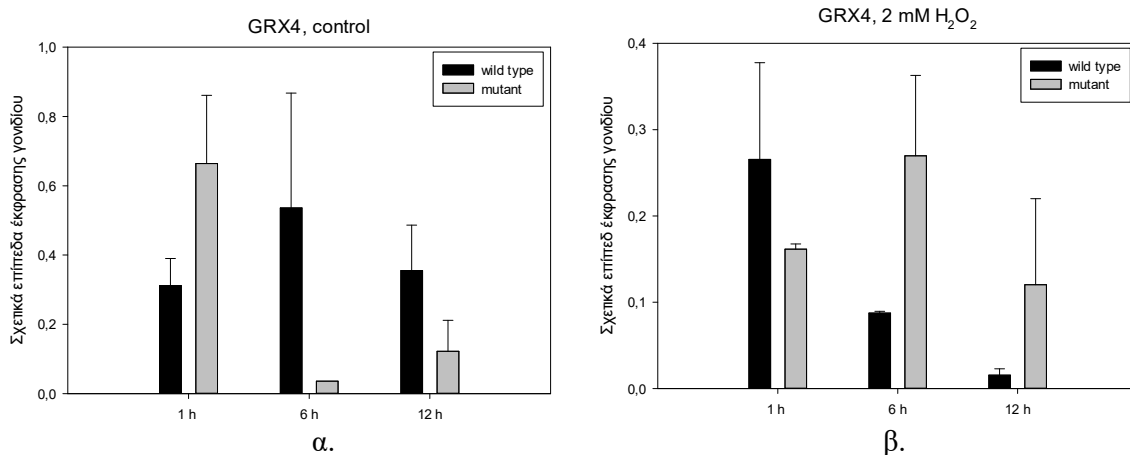 GRX4, control
Σχετικά επίπεδα έκφρασης γονιδίου
1,0
0,8
0,6
0,4
0,2
0,0
wild type
mutant
1 h
6 h
12 h
α.
GRX4, 2 mM H₂O₂
Σχετικά επίπεδ έκφρασης γονιδίου
0,4
0,3
0,2
0,1
0,0
wild type
mutant
1 h
6 h
12 h
β.